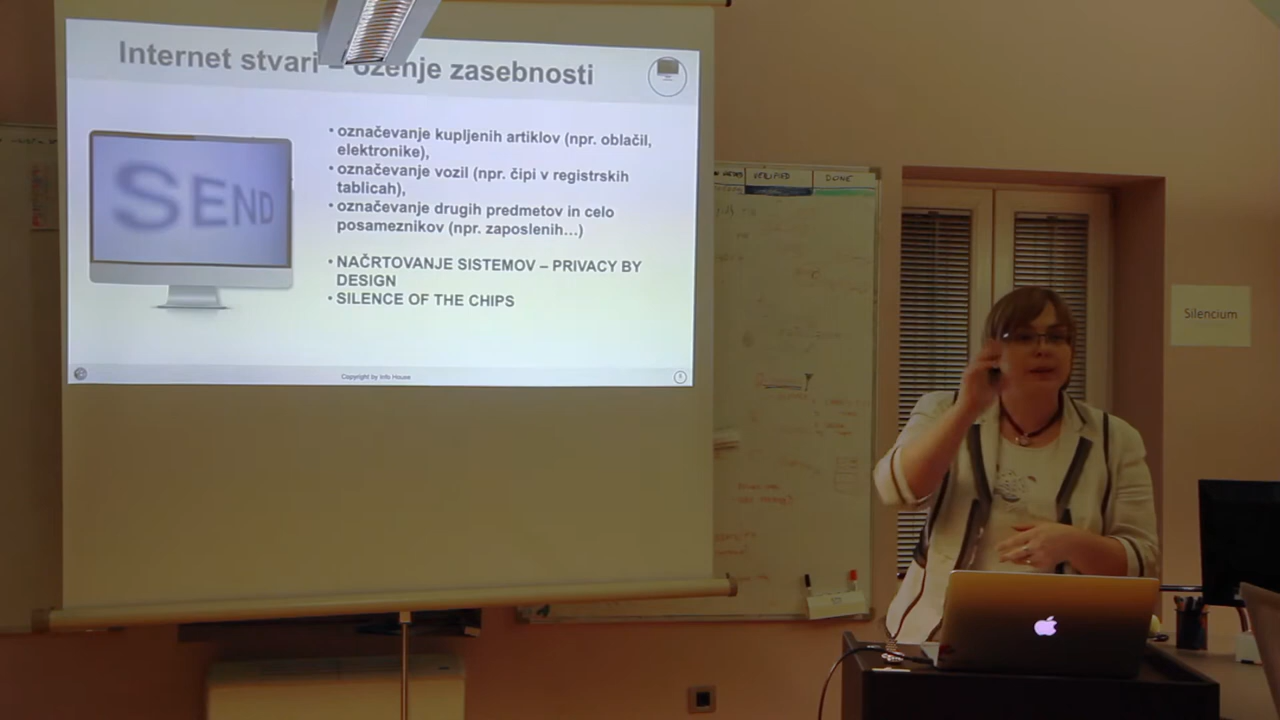 Internet stvari – oženje zasebnosti
• označevanje kupljenih artiklov (npr. oblačil,
elektronike),
• označevanje vozil (npr. čipi v registrskih
tablicah),
• označevanje drugih predmetov in celo
posameznikov (npr. zaposlenih...)
• NAČRTOVANJE SISTEMOV – PRIVACY BY
DESIGN
• SILENCE OF THE CHIPS
SEND
Copyright by Info House
VERIFIED
DONE
Silencium